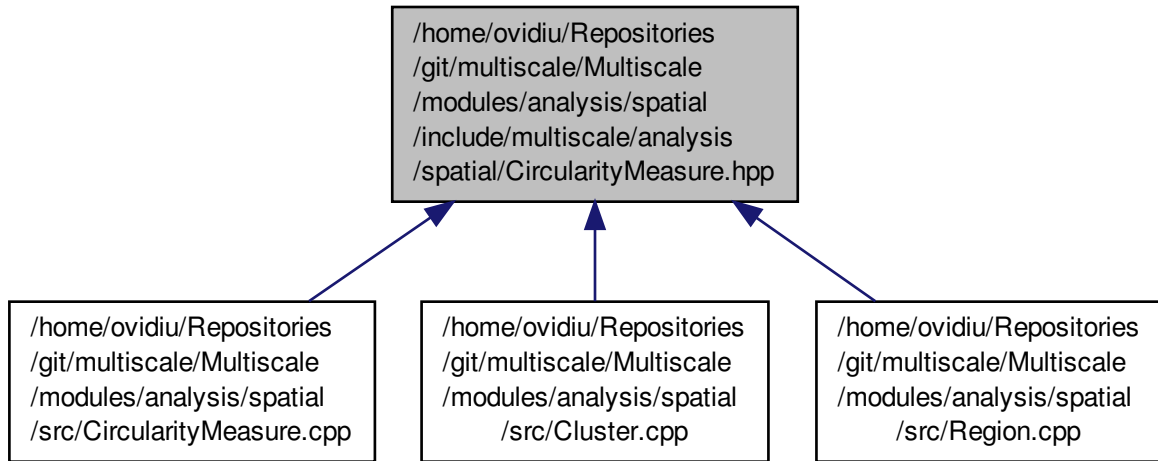 /home/ovidiu/Repositories
/git/multiscale/Multiscale
/modules/analysis/spatial
/include/multiscale/analysis
/spatial/CircularityMeasure.hpp
/home/ovidiu/Repositories
/git/multiscale/Multiscale
/modules/analysis/spatial
/src/CircularityMeasure.cpp
/home/ovidiu/Repositories
/git/multiscale/Multiscale
/modules/analysis/spatial
/src/Cluster.cpp
/home/ovidiu/Repositories
/git/multiscale/Multiscale
/modules/analysis/spatial
/src/Region.cpp